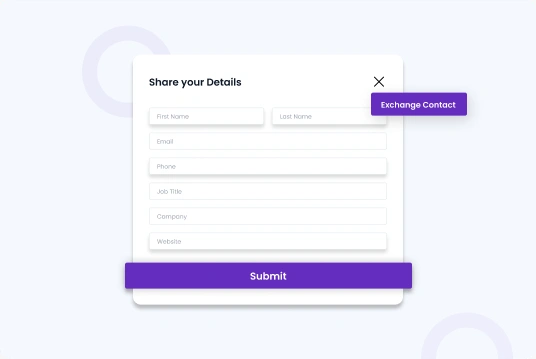 Share your Details
Exchange Contact
First Name
Last Name
Email
Phone
Job Title
Company
Website
Submit